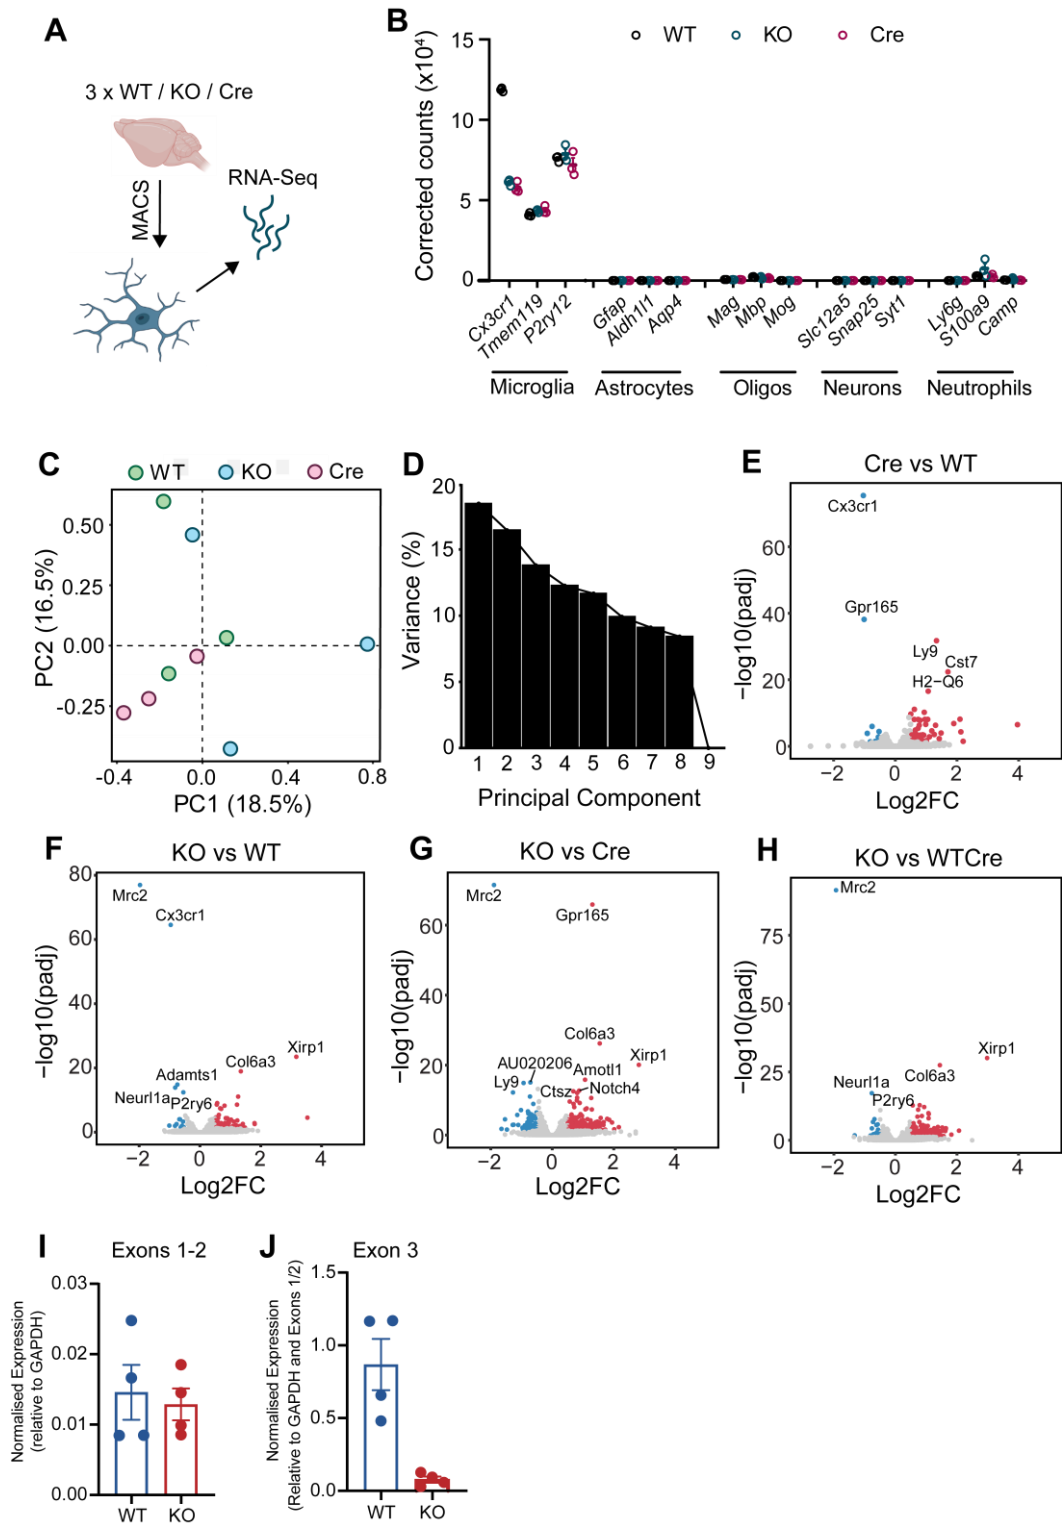 A
3 x WT / KO / Cre
MACS
RNA-Seq
B
WT KO Cre
Corrected counts (x10⁴)
15
10
5
0
Cx3cr1 Tmem119 P2ry12 Gfap Aldh1l1 Aqp4 Mag Mbp Mog Slc12a5 Snap25 Syt1 Ly6g S100a9 Camp
Microglia Astrocytes Oligos Neurons Neutrophils
C
WT KO Cre
PC2 (16.5%)
0.50
0.25
0.00
-0.25
-0.4 0.0 0.4 0.8
PC1 (18.5%)
D
Variance (%)
20
15
10
5
0
1 2 3 4 5 6 7 8 9
Principal Component
E
Cre vs WT
−log10(padj)
60
40
20
0
Cx3cr1
Gpr165
Ly9
Cst7
H2−Q6
−2 0 2 4
Log2FC
F
KO vs WT
−log10(padj)
80
60
40
20
0
Mrc2
Cx3cr1
Xirp1
Col6a3
Adamts1
Neurl1a
P2ry6
−2 0 2 4
Log2FC
G
KO vs Cre
−log10(padj)
60
40
20
0
Mrc2
Gpr165
Col6a3
Xirp1
AU020206
Amotl1
Ly9
Ctsz
Notch4
−2 0 2 4
Log2FC
H
KO vs WTCre
−log10(padj)
75
50
25
0
Mrc2
Xirp1
Col6a3
Neurl1a
P2ry6
−2 0 2 4
Log2FC
I
Exons 1-2
Normalised Expression
(relative to GAPDH)
0.03
0.02
0.01
0.00
WT KO
J
Exon 3
Normalised Expression
(Relative to GAPDH and Exons 1/2)
1.5
1.0
0.5
0.0
WT KO